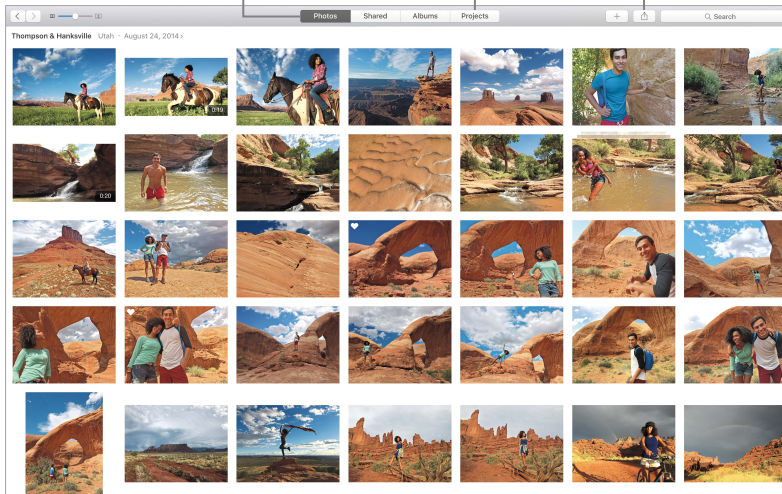 Photos Shared Albums Projects Search
Thompson & Hanksville Utah · August 24, 2014 ›
0:19
0:20